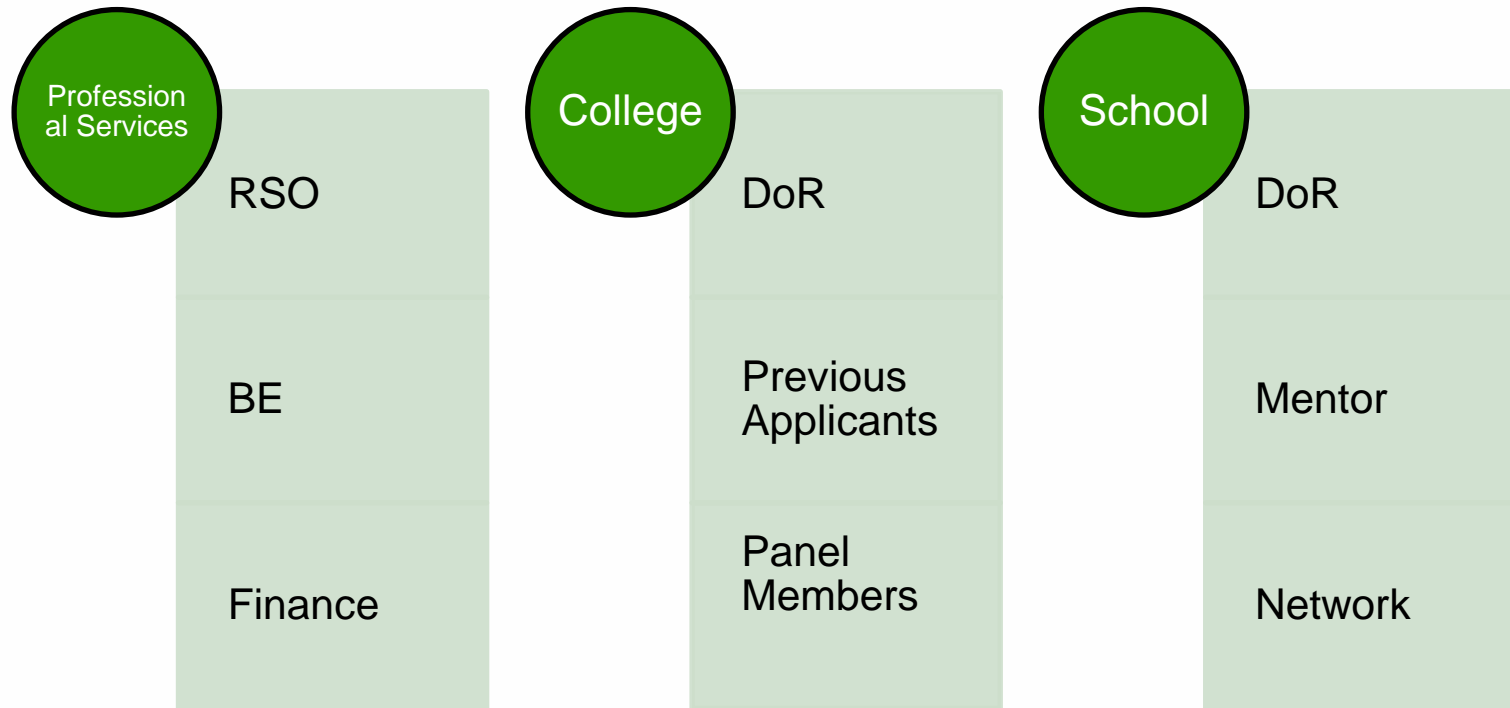 Profession
al Services
RSO
BE
Finance
College
DoR
Previous
Applicants
Panel
Members
School
DoR
Mentor
Network